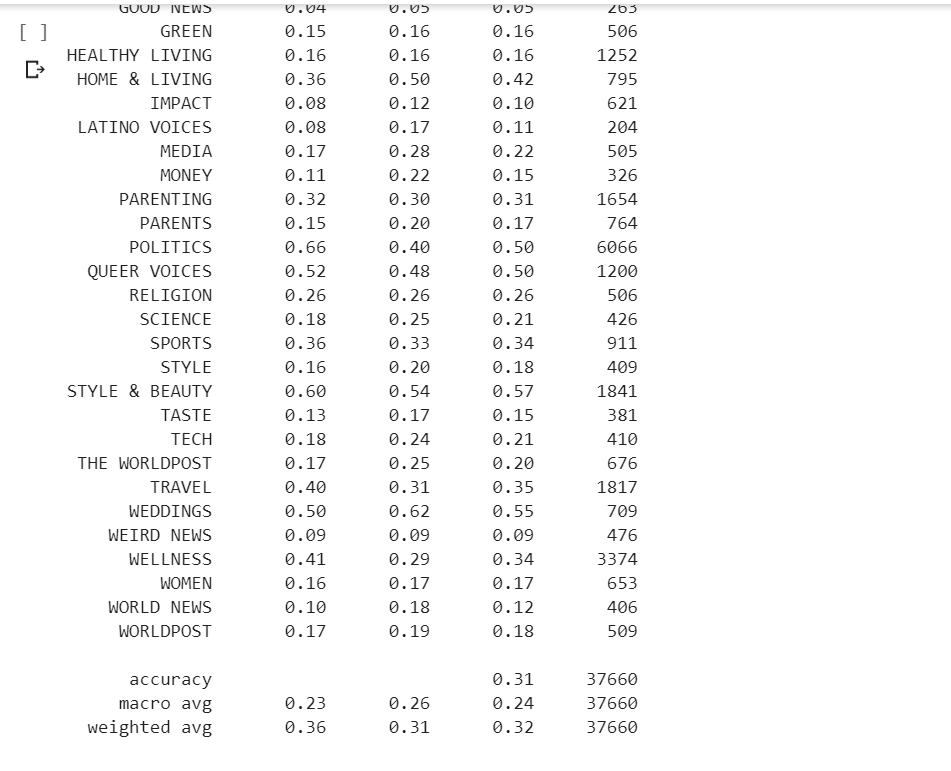 GOOD NEWS 0.04 0.05 0.05 263
[ ] GREEN 0.15 0.16 0.16 506
HEALTHY LIVING 0.16 0.16 0.16 1252
HOME & LIVING 0.36 0.50 0.42 795
IMPACT 0.08 0.12 0.10 621
LATINO VOICES 0.08 0.17 0.11 204
MEDIA 0.17 0.28 0.22 505
MONEY 0.11 0.22 0.15 326
PARENTING 0.32 0.30 0.31 1654
PARENTS 0.15 0.20 0.17 764
POLITICS 0.66 0.40 0.50 6066
QUEER VOICES 0.52 0.48 0.50 1200
RELIGION 0.26 0.26 0.26 506
SCIENCE 0.18 0.25 0.21 426
SPORTS 0.36 0.33 0.34 911
STYLE 0.16 0.20 0.18 409
STYLE & BEAUTY 0.60 0.54 0.57 1841
TASTE 0.13 0.17 0.15 381
TECH 0.18 0.24 0.21 410
THE WORLDPOST 0.17 0.25 0.20 676
TRAVEL 0.40 0.31 0.35 1817
WEDDINGS 0.50 0.62 0.55 709
WEIRD NEWS 0.09 0.09 0.09 476
WELLNESS 0.41 0.29 0.34 3374
WOMEN 0.16 0.17 0.17 653
WORLD NEWS 0.10 0.18 0.12 406
WORLDPOST 0.17 0.19 0.18 509
accuracy 0.31 37660
macro avg 0.23 0.26 0.24 37660
weighted avg 0.36 0.31 0.32 37660